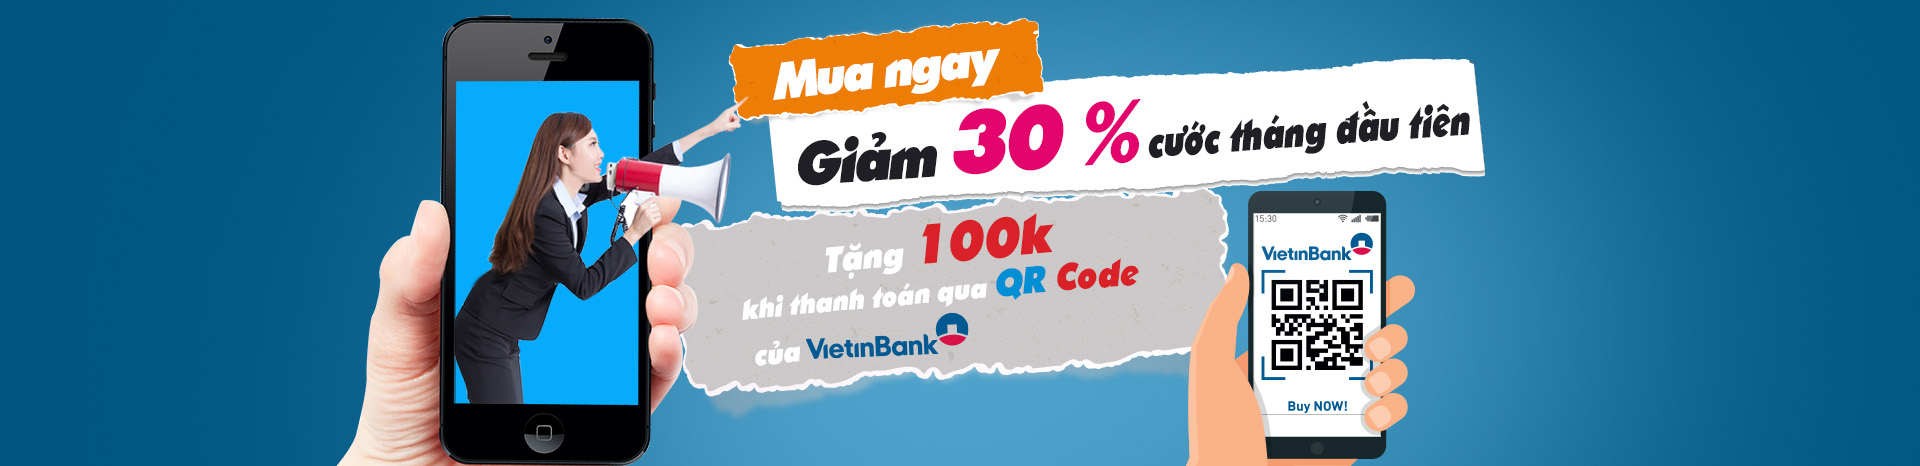 Mua ngay
Giảm 30 % cước tháng đầu tiên
Tặng 100k
khi thanh toán qua QR Code
của VietinBank
15:30
VietinBank
Buy NOW!